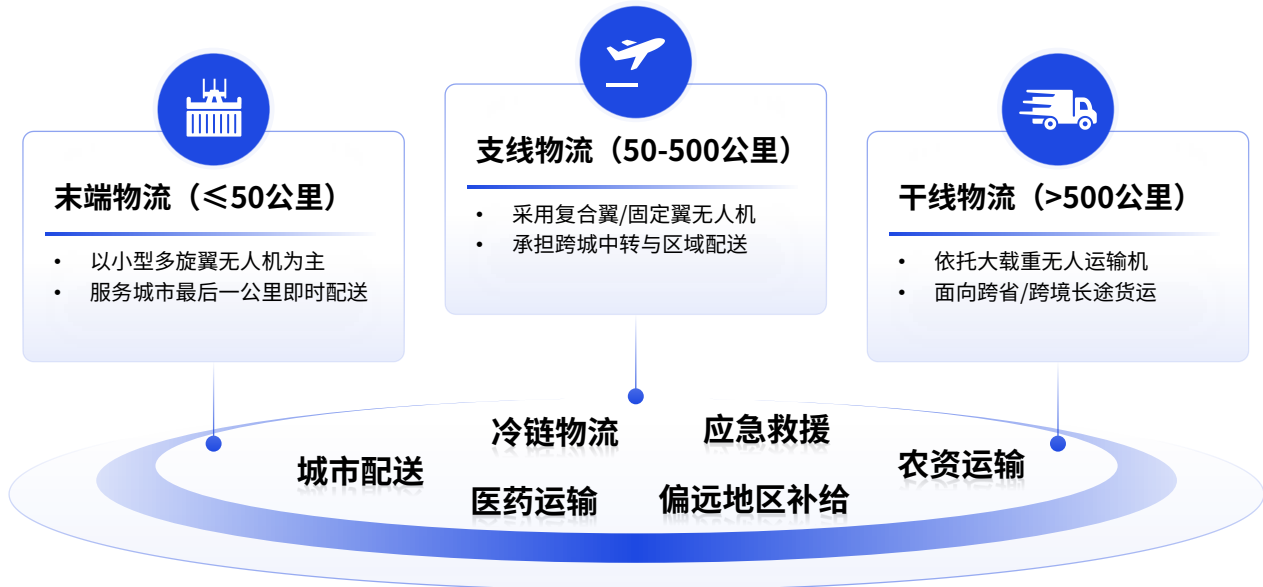 末端物流（≤50公里）
• 以小型多旋翼无人机为主
• 服务城市最后一公里即时配送
支线物流（50-500公里）
• 采用复合翼/固定翼无人机
• 承担跨城中转与区域配送
干线物流（>500公里）
• 依托大载重无人运输机
• 面向跨省/跨境长途货运
冷链物流
应急救援
城市配送
农资运输
医药运输
偏远地区补给